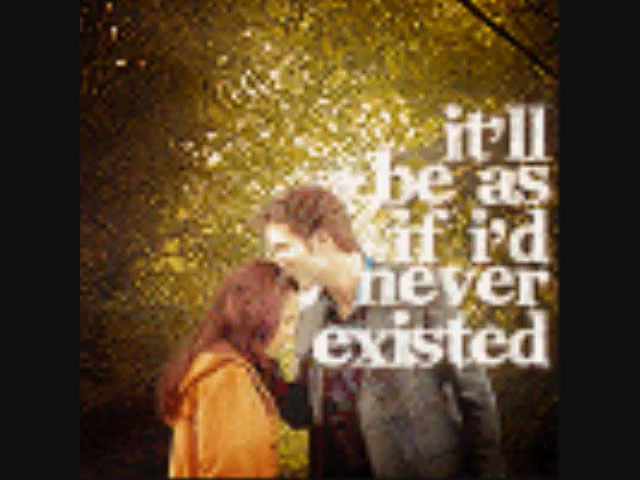 it'll
be as
if i'd
never
existed